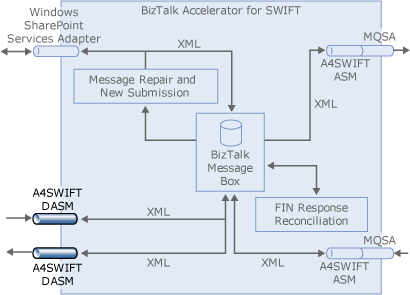 Windows
SharePoint
Services Adapter
BizTalk Accelerator for SWIFT
XML
MQSA
A4SWIFT
ASM
Message Repair and
New Submission
XML
BizTalk
Message
Box
A4SWIFT
DASM
XML
FIN Response
Reconciliation
XML
A4SWIFT
DASM
XML
MQSA
A4SWIFT
ASM